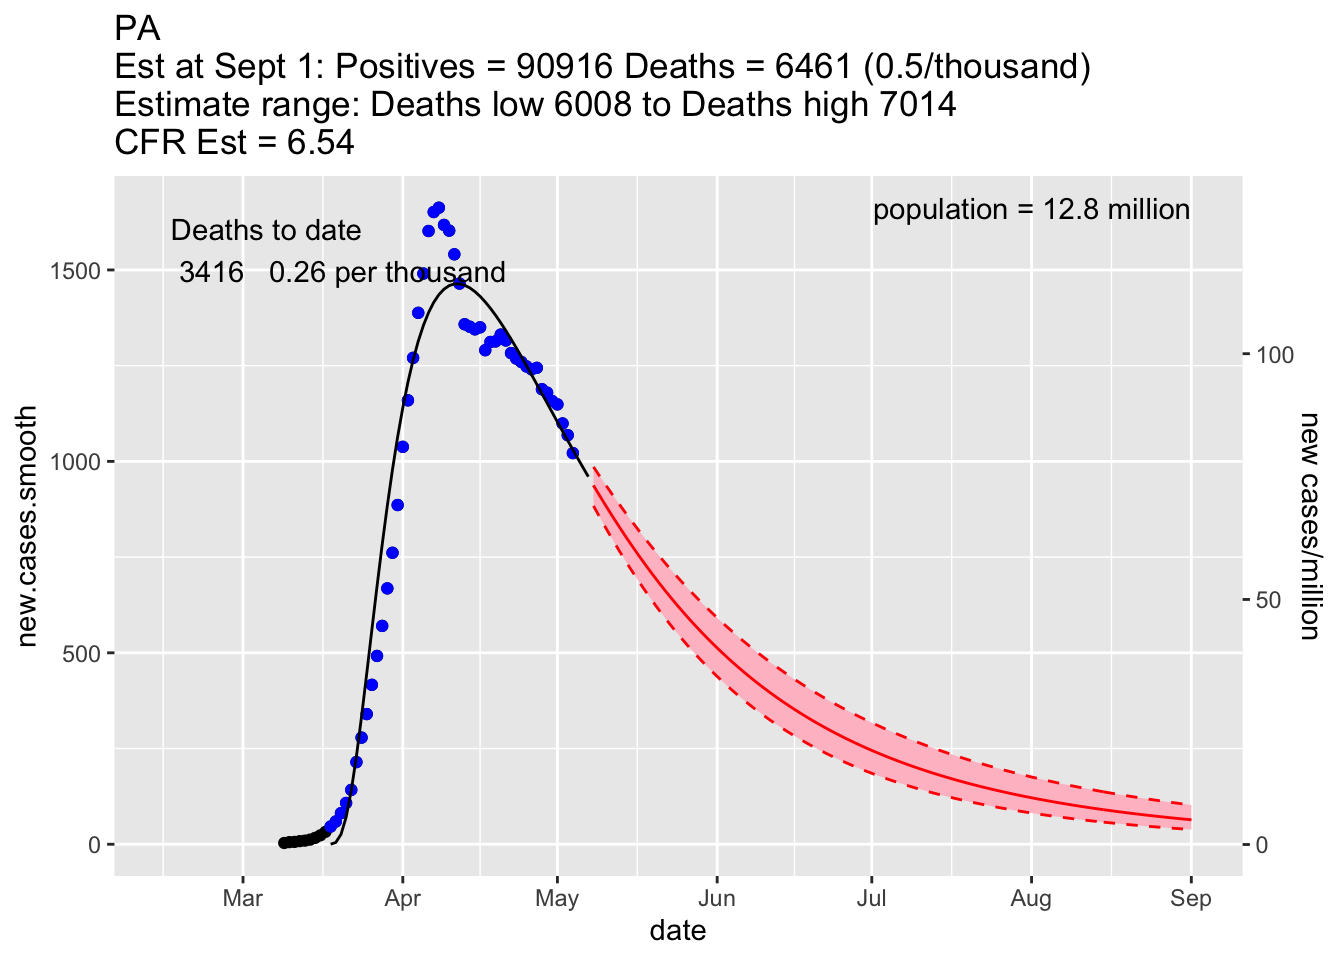 PA
Est at Sept 1: Positives = 90916 Deaths = 6461 (0.5/thousand)
Estimate range: Deaths low 6008 to Deaths high 7014
CFR Est = 6.54
Deaths to date
3416 0.26 per thousand
population = 12.8 million
new.cases.smooth
1500
1000
500
0
100
50
0
new cases/million
Mar Apr May Jun Jul Aug Sep
date